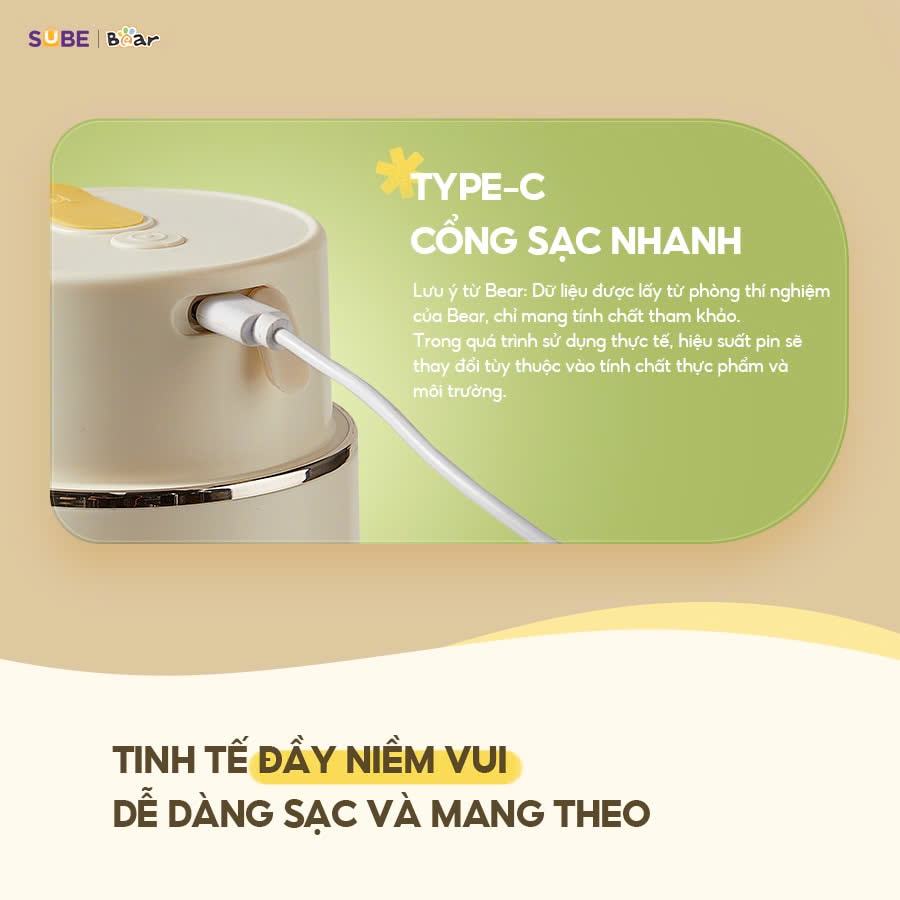 SUBE | Bear
TYPE-C
CỔNG SẠC NHANH
Lưu ý từ Bear: Dữ liệu được lấy từ phòng thí nghiệm
của Bear, chỉ mang tính chất tham khảo.
Trong quá trình sử dụng thực tế, hiệu suất pin sẽ
thay đổi tùy thuộc vào tính chất thực phẩm và
môi trường.
TINH TẾ ĐẦY NIỀM VUI
DỄ DÀNG SẠC VÀ MANG THEO